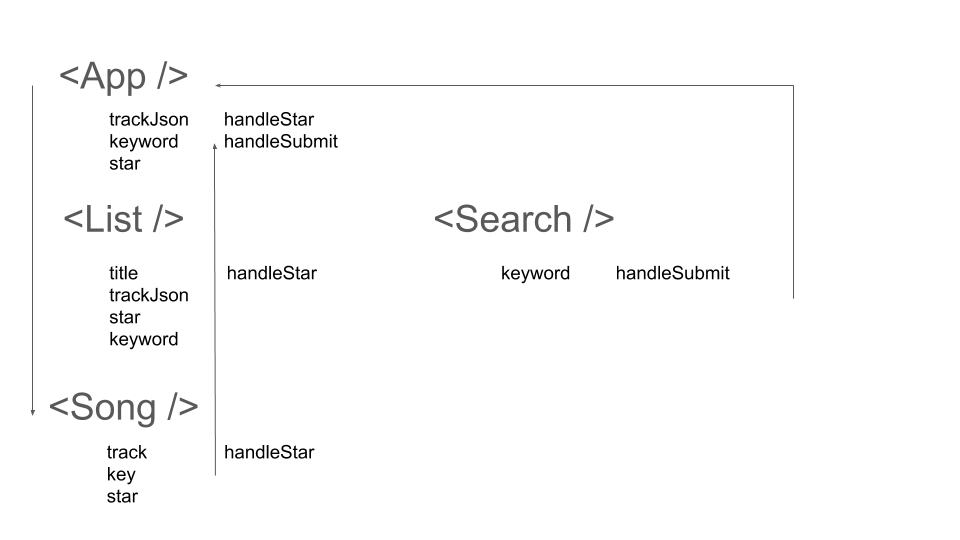 <App />
trackJson handleStar
keyword handleSubmit
star
<List /> <Search />
title handleStar keyword handleSubmit
trackJson
star
keyword
<Song />
track handleStar
key
star